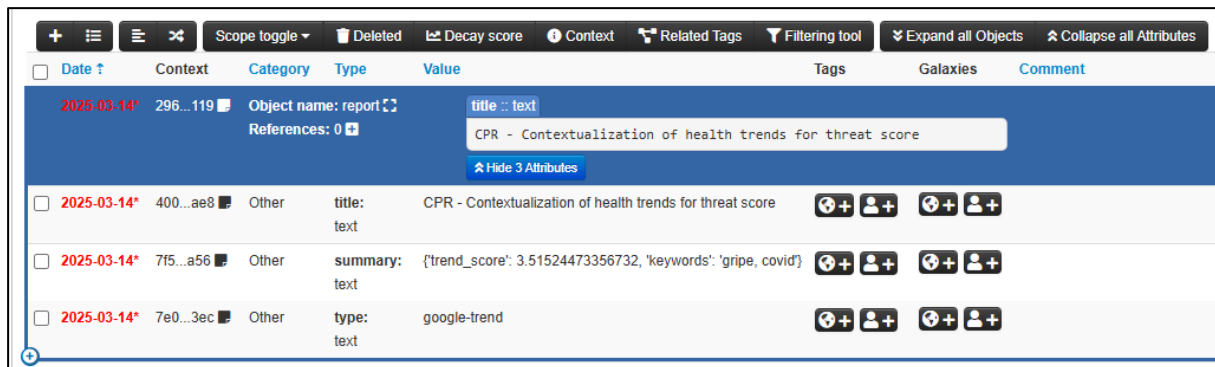 Scope toggle Deleted Decay score Context Related Tags Filtering tool Expand all Objects Collapse all Attributes
Date Context Category Type Value Tags Galaxies Comment
2025-03-14* 296...119 Object name: report title :: text
References: 0 CPR - Contextualization of health trends for threat score
Hide 3 Attributes
2025-03-14* 400...ae8 Other title: CPR - Contextualization of health trends for threat score
text
2025-03-14* 7f5...a56 Other summary: {'trend_score': 3.51524473356732, 'keywords': 'gripe, covid'}
text
2025-03-14* 7e0...3ec Other type: google-trend
text